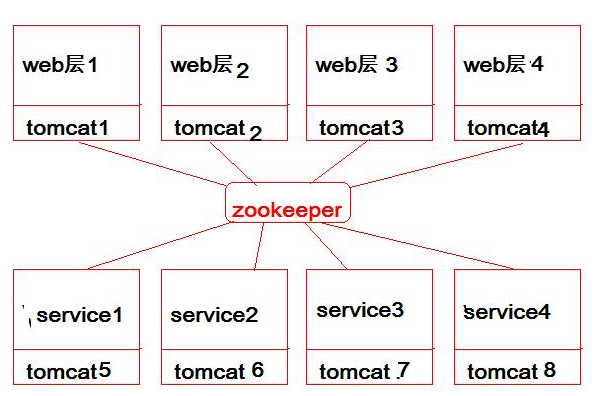 web层1 web层2 web层 3 web层4
tomcat1 tomcat 2 tomcat3 tomcat4
zookeeper
service1 service2 service3 service4
tomcat5 tomcat 6 tomcat 7 tomcat 8